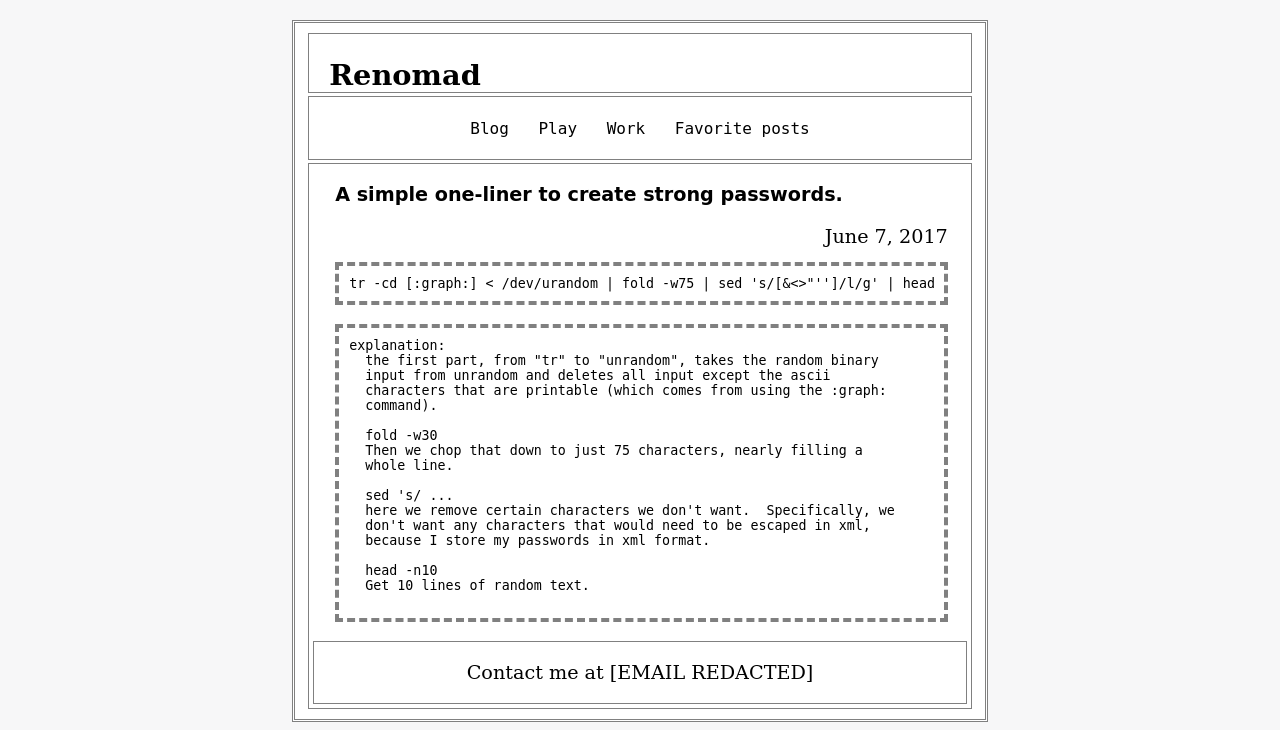 Renomad
Blog Play Work Favorite posts
A simple one-liner to create strong passwords.
June 7, 2017
tr -cd [:graph:] < /dev/urandom | fold -w75 | sed 's/[&<>"'']/l/g' | head
explanation:
the first part, from "tr" to "unrandom", takes the random binary
input from unrandom and deletes all input except the ascii
characters that are printable (which comes from using the :graph:
command).
fold -w30
Then we chop that down to just 75 characters, nearly filling a
whole line.
sed 's/ ...
here we remove certain characters we don't want.  Specifically, we
don't want any characters that would need to be escaped in xml,
because I store my passwords in xml format.
head -n10
Get 10 lines of random text.
Contact me at [EMAIL REDACTED]